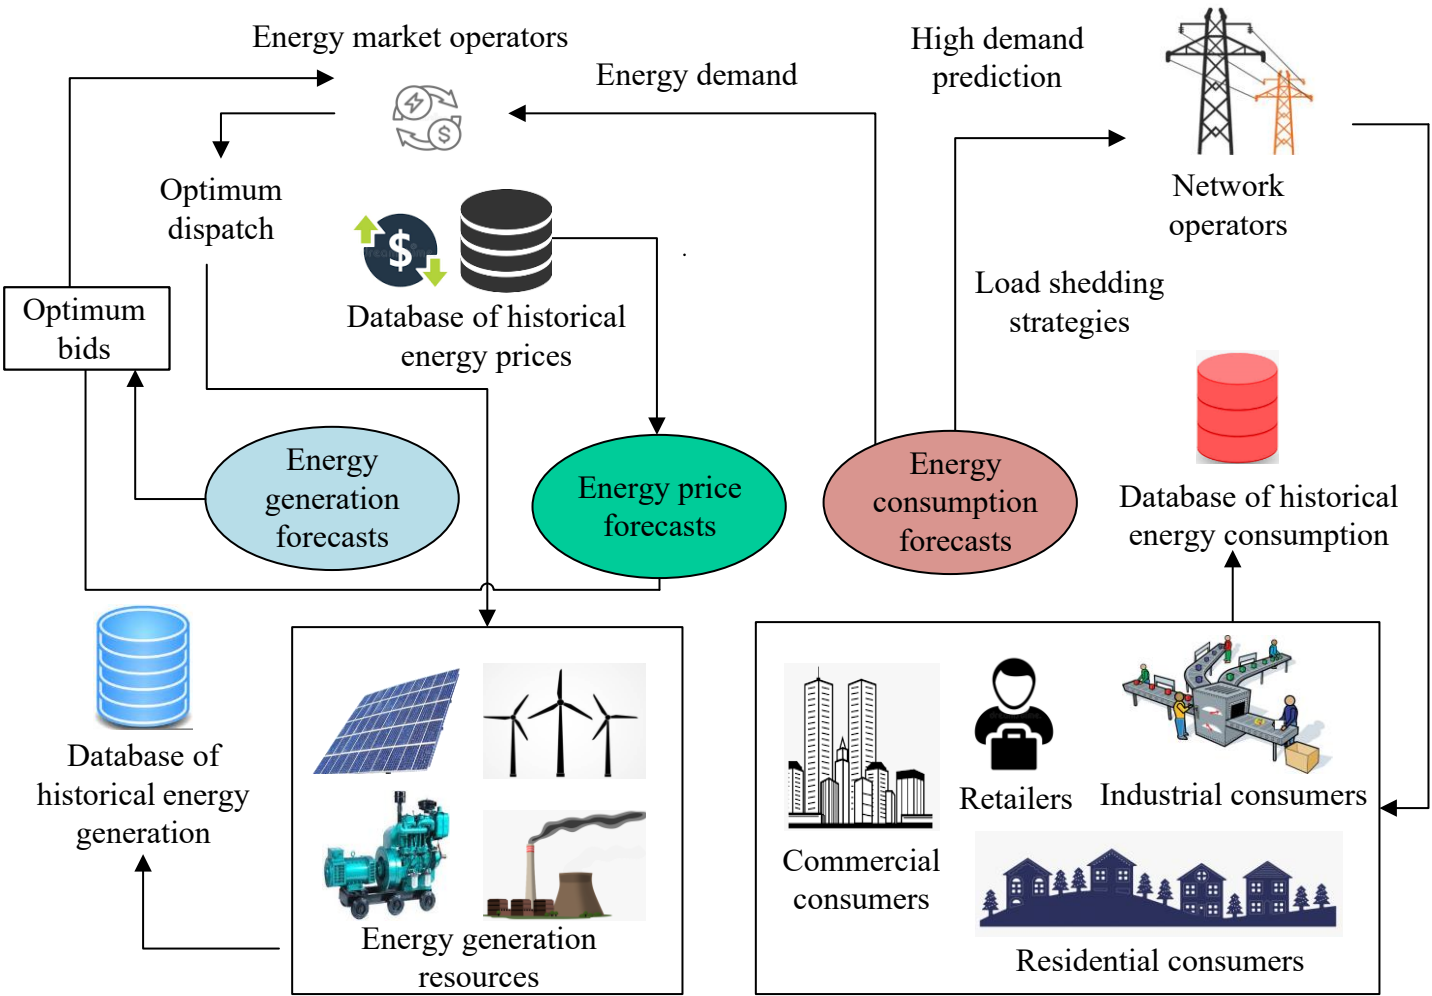 Energy market operators
Energy demand
High demand
prediction
Optimum
dispatch
Network
operators
$
$
Database of historical
energy prices
Load shedding
strategies
Optimum
bids
Energy
generation
forecasts
Energy price
forecasts
Energy
consumption
forecasts
Database of historical
energy consumption
Database of
historical energy
generation
Energy generation
resources
Commercial
consumers
Retailers
Industrial consumers
Residential consumers